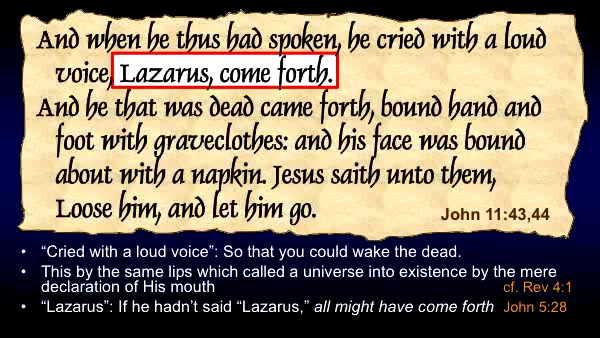 And when he thus had spoken, he cried with a loud
voice, Lazarus, come forth.
And he that was dead came forth, bound hand and
foot with graveclothes: and his face was bound
about with a napkin. Jesus saith unto them,
Loose him, and let him go.
John 11:43,44
• “Cried with a loud voice”: So that you could wake the dead.
• This by the same lips which called a universe into existence by the mere
declaration of His mouth cf. Rev 4:1
• “Lazarus”: If he hadn’t said “Lazarus,” all might have come forth John 5:28